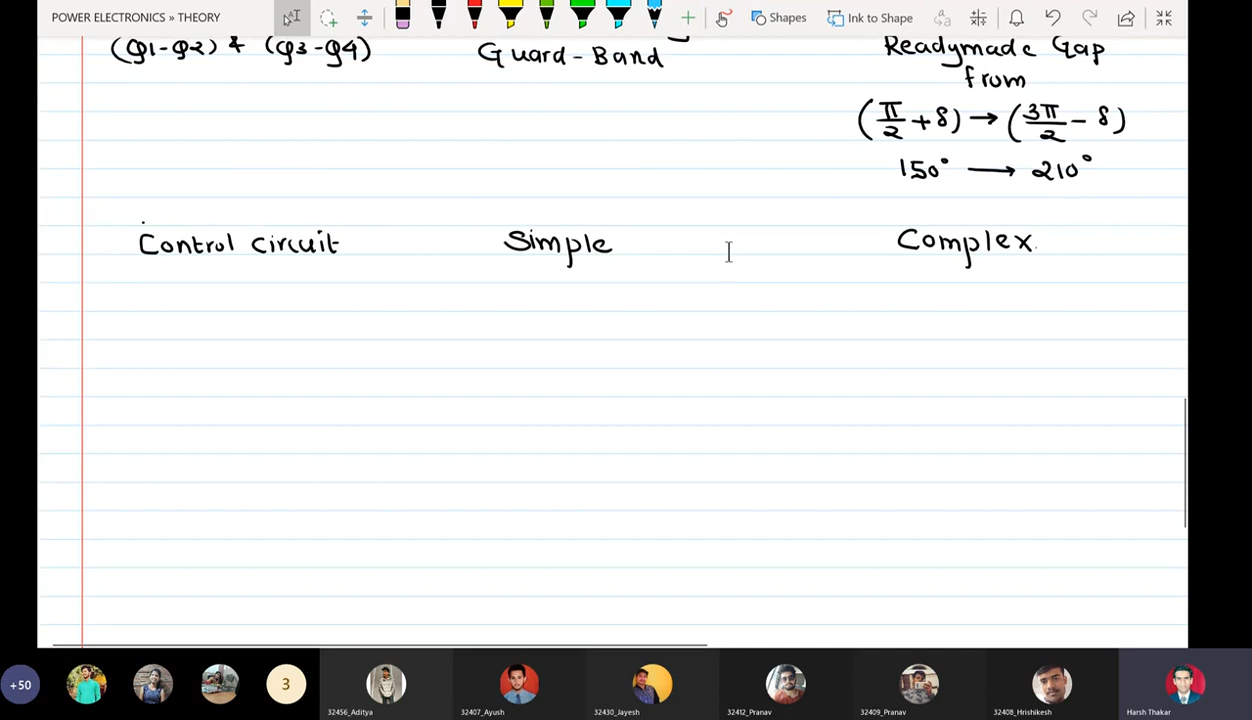 POWER ELECTRONICS » THEORY
Shapes
Ink to Shape
(Q1-Q2) & (Q3-Q4)
Guard-Band
Readymade Gap
from
(π/2 + δ) → (3π/2 - δ)
150° → 210°
Control circuit
Simple
Complex
+50
3
32456_Aditya
32407_Ayush
32430_Jayesh
32412_Pranav
32409_Pranav
32408_Hrishikesh
Harsh Thakar